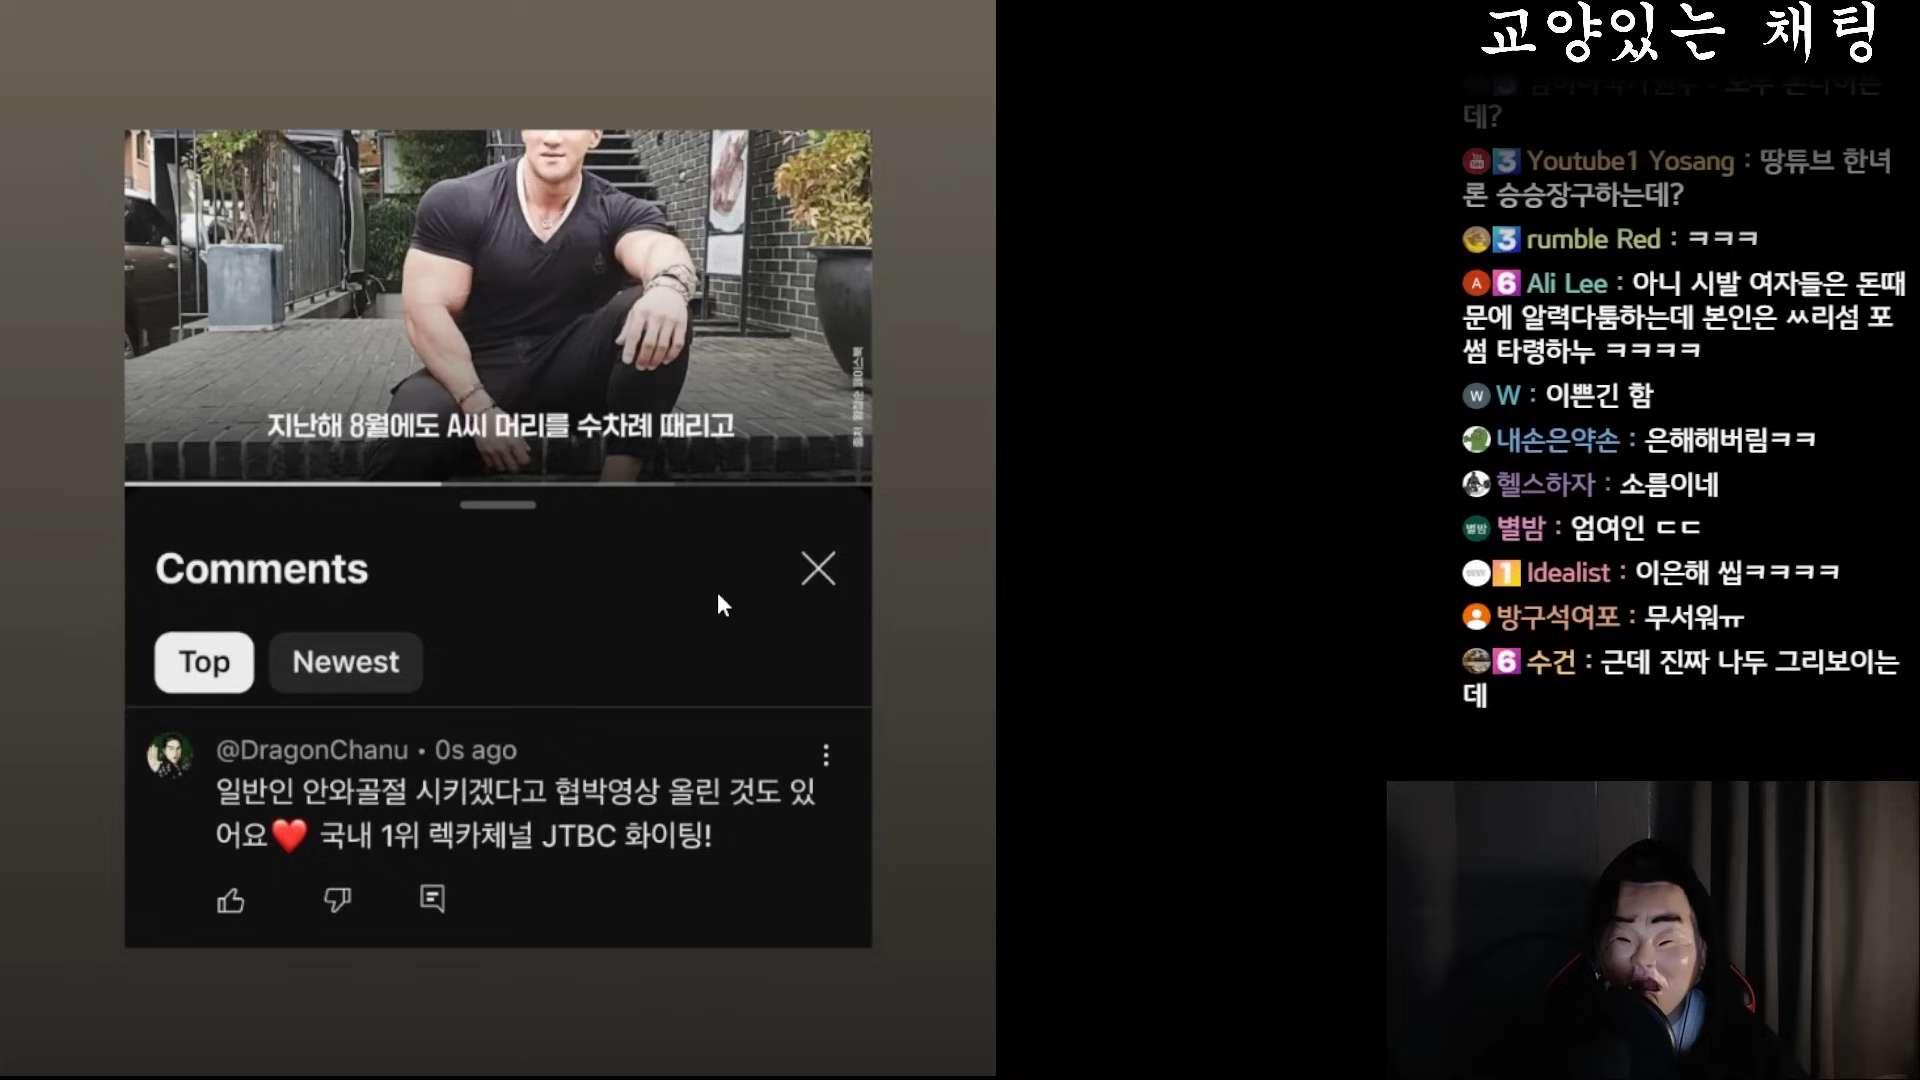 지난해 8월에도 A씨 머리를 수차례 때리고
Comments
Top
Newest
@DragonChanu • 0s ago
일반인 안와골절 시키겠다고 협박영상 올린 것도 있
어요❤️ 국내 1위 렉카체널 JTBC 화이팅!
교양있는 채팅
데?
3 Youtube1 Yosang : 땅튜브 한녀
론 승승장구하는데?
3 rumble Red : ㅋㅋㅋ
A 6 Ali Lee : 아니 시발 여자들은 돈때
문에 알력다툼하는데 본인은 ㅆ리섬 포
썸 타령하누 ㅋㅋㅋㅋ
W W : 이쁜긴 함
내손은약손 : 은해해버림ㅋㅋ
헬스하자 : 소름이네
별밤 별밤 : 엄여인 ㄷㄷ
1 Idealist : 이은해 씹ㅋㅋㅋㅋ
방구석여포 : 무서워ㅠ
6 수건 : 근데 진짜 나두 그리보이는
데